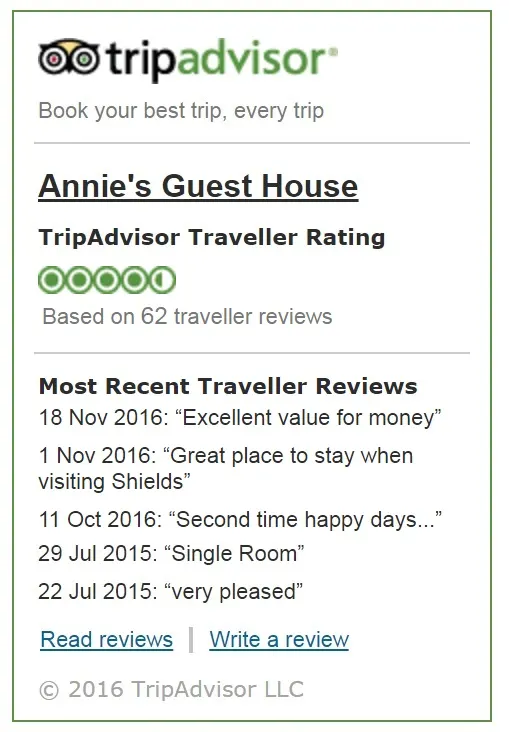 tripadvisor®
Book your best trip, every trip
Annie's Guest House
TripAdvisor Traveller Rating
Based on 62 traveller reviews
Most Recent Traveller Reviews
18 Nov 2016: “Excellent value for money”
1 Nov 2016: “Great place to stay when
visiting Shields”
11 Oct 2016: “Second time happy days...”
29 Jul 2015: “Single Room”
22 Jul 2015: “very pleased”
Read reviews | Write a review
© 2016 TripAdvisor LLC